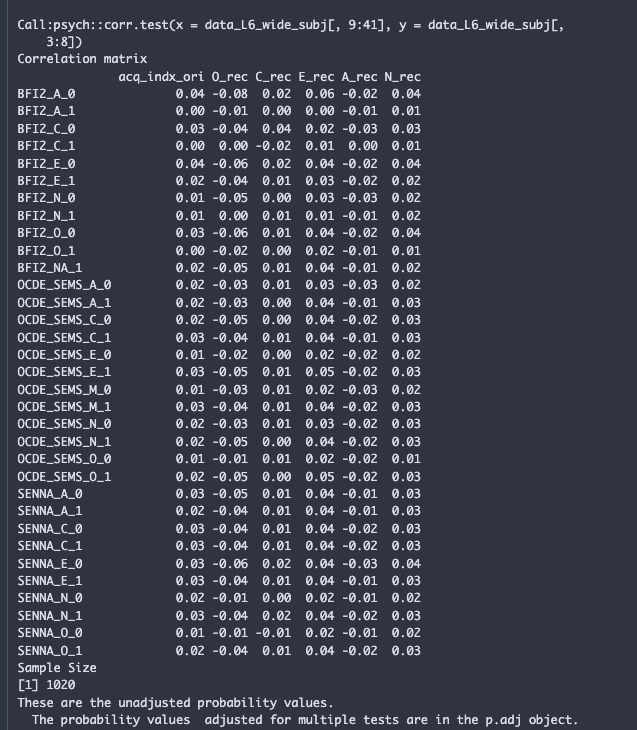 Call:psych::corr.test(x = data_L6_wide_subj[, 9:41], y = data_L6_wide_subj[,
    3:8])
Correlation matrix
              acq_indx_ori O_rec C_rec E_rec A_rec N_rec
BFI2_A_0              0.04 -0.08  0.02  0.06 -0.02  0.04
BFI2_A_1              0.00 -0.01  0.00  0.00 -0.01  0.01
BFI2_C_0              0.03 -0.04  0.04  0.02 -0.03  0.03
BFI2_C_1              0.00  0.00 -0.02  0.01  0.00  0.01
BFI2_E_0              0.04 -0.06  0.02  0.04 -0.02  0.04
BFI2_E_1              0.02 -0.04  0.01  0.03 -0.02  0.02
BFI2_N_0              0.01 -0.05  0.00  0.03 -0.03  0.02
BFI2_N_1              0.01  0.00  0.01  0.01 -0.01  0.02
BFI2_O_0              0.03 -0.06  0.01  0.04 -0.02  0.04
BFI2_O_1              0.00 -0.02  0.00  0.02 -0.01  0.01
BFI2_NA_1             0.02 -0.05  0.01  0.04 -0.01  0.02
OCDE_SEMS_A_0         0.02 -0.03  0.01  0.03 -0.03  0.02
OCDE_SEMS_A_1         0.02 -0.03  0.00  0.04 -0.01  0.03
OCDE_SEMS_C_0         0.02 -0.05  0.00  0.04 -0.02  0.03
OCDE_SEMS_C_1         0.03 -0.04  0.01  0.04 -0.01  0.03
OCDE_SEMS_E_0         0.01 -0.02  0.00  0.02 -0.02  0.02
OCDE_SEMS_E_1         0.03 -0.05  0.01  0.05 -0.02  0.03
OCDE_SEMS_M_0         0.01 -0.03  0.01  0.02 -0.03  0.02
OCDE_SEMS_M_1         0.03 -0.04  0.01  0.04 -0.02  0.03
OCDE_SEMS_N_0         0.02 -0.03  0.01  0.03 -0.02  0.03
OCDE_SEMS_N_1         0.02 -0.05  0.00  0.04 -0.02  0.03
OCDE_SEMS_O_0         0.01 -0.01  0.01  0.02 -0.02  0.01
OCDE_SEMS_O_1         0.02 -0.05  0.00  0.05 -0.02  0.03
SENNA_A_0             0.03 -0.05  0.01  0.04 -0.01  0.03
SENNA_A_1             0.02 -0.04  0.01  0.04 -0.01  0.03
SENNA_C_0             0.03 -0.04  0.01  0.04 -0.02  0.03
SENNA_C_1             0.03 -0.04  0.01  0.04 -0.02  0.03
SENNA_E_0             0.03 -0.06  0.02  0.04 -0.03  0.04
SENNA_E_1             0.03 -0.04  0.01  0.04 -0.01  0.03
SENNA_N_0             0.02 -0.01  0.00  0.02 -0.01  0.02
SENNA_N_1             0.03 -0.04  0.02  0.04 -0.02  0.03
SENNA_O_0             0.01 -0.01 -0.01  0.02 -0.01  0.02
SENNA_O_1             0.02 -0.04  0.01  0.04 -0.02  0.03
Sample Size
[1] 1020
These are the unadjusted probability values.
  The probability values  adjusted for multiple tests are in the p.adj object.